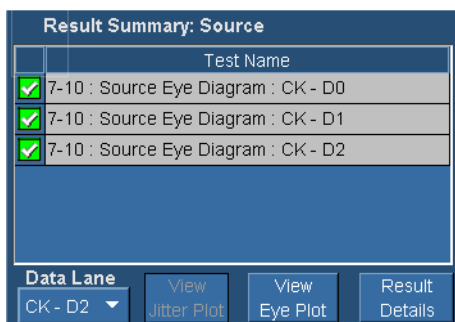 Result Summary: Source
Test Name
7-10 : Source Eye Diagram : CK - D0
7-10 : Source Eye Diagram : CK - D1
7-10 : Source Eye Diagram : CK - D2
Data Lane
CK - D2
View
Jitter Plot
View
Eye Plot
Result
Details